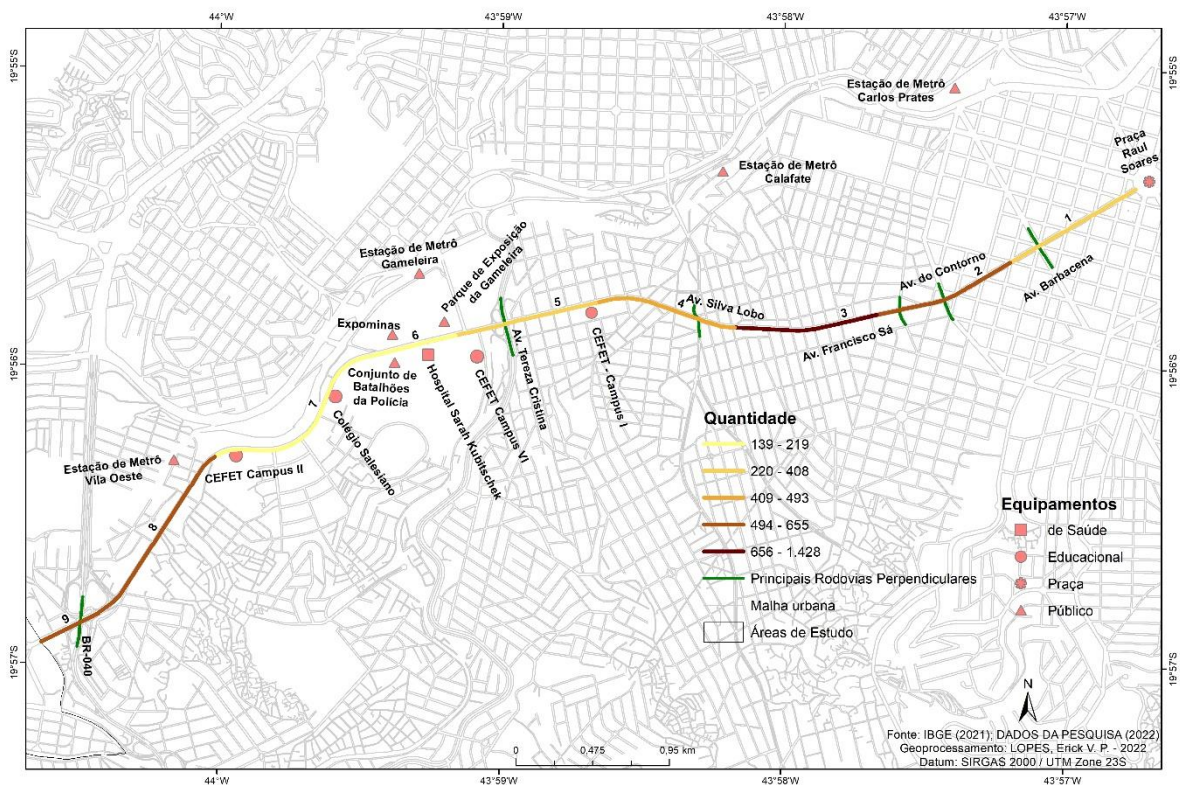 44°W
43°59'W
43°58'W
43°57'W
19°55'S
19°55'S
Estação de Metrô
Carlos Prates
Praça
Raul
Soares
Estação de Metrô
Calafate
1
Estação de Metrô
Gameleira
Parque de Exposição
da Gameleira
Av. do Contorno
2
Av. Barbacena
Expominas
5
4
Av. Silva Lobo
3
Av. Francisco Sá
6
19°56'S
19°56'S
Conjunto de
Batalhões
da Polícia
Hospital Sarah Kubitschek
CEFET Campus VI
Av. Tereza Cristina
CEFET - Campus I
7
Colégio Salesiano
Estação de Metrô
Vila Oeste
CEFET Campus II
8
9
BR-040
Quantidade
139 - 219
220 - 408
409 - 493
494 - 655
656 - 1.428
Principais Rodovias Perpendiculares
Malha urbana
Áreas de Estudo
Equipamentos
de Saúde
Educacional
Praça
Público
19°57'S
19°57'S
N
0 0,475 0,95 km
Fonte: IBGE (2021); DADOS DA PESQUISA (2022)
Geoprocessamento: LOPES, Erick V. P. - 2022
Datum: SIRGAS 2000 / UTM Zone 23S
44°W
43°59'W
43°58'W
43°57'W